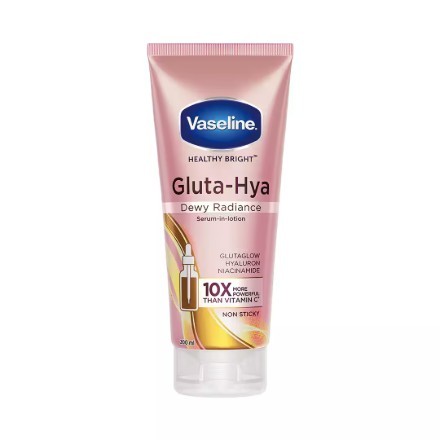 Vaseline.
HEALTHY BRIGHT™
Gluta-Hya
Dewy Radiance
Serum-in-lotion
GLUTAGLOW
HYALURON
NIACINAMIDE
10X MORE POWERFUL
THAN VITAMIN C*
NON STICKY
200 ml